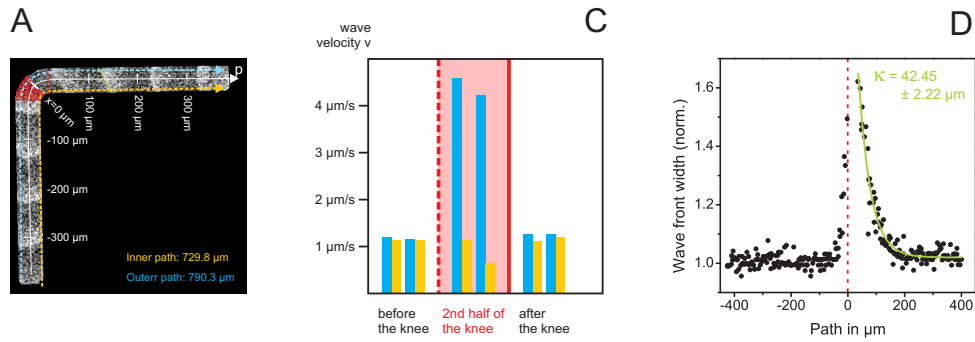 A
p
x=0 µm
100 µm
200 µm
300 µm
-100 µm
-200 µm
-300 µm
Inner path: 729.8 µm
Outerr path: 790.3 µm
C
wave
velocity v
4 µm/s
3 µm/s
2 µm/s
1 µm/s
before
the knee
2nd half of
the knee
after
the knee
D
κ = 42.45
± 2.22 µm
Wave front width (norm.)
1.6
1.4
1.2
1.0
-400
-200
0
200
400
Path in µm